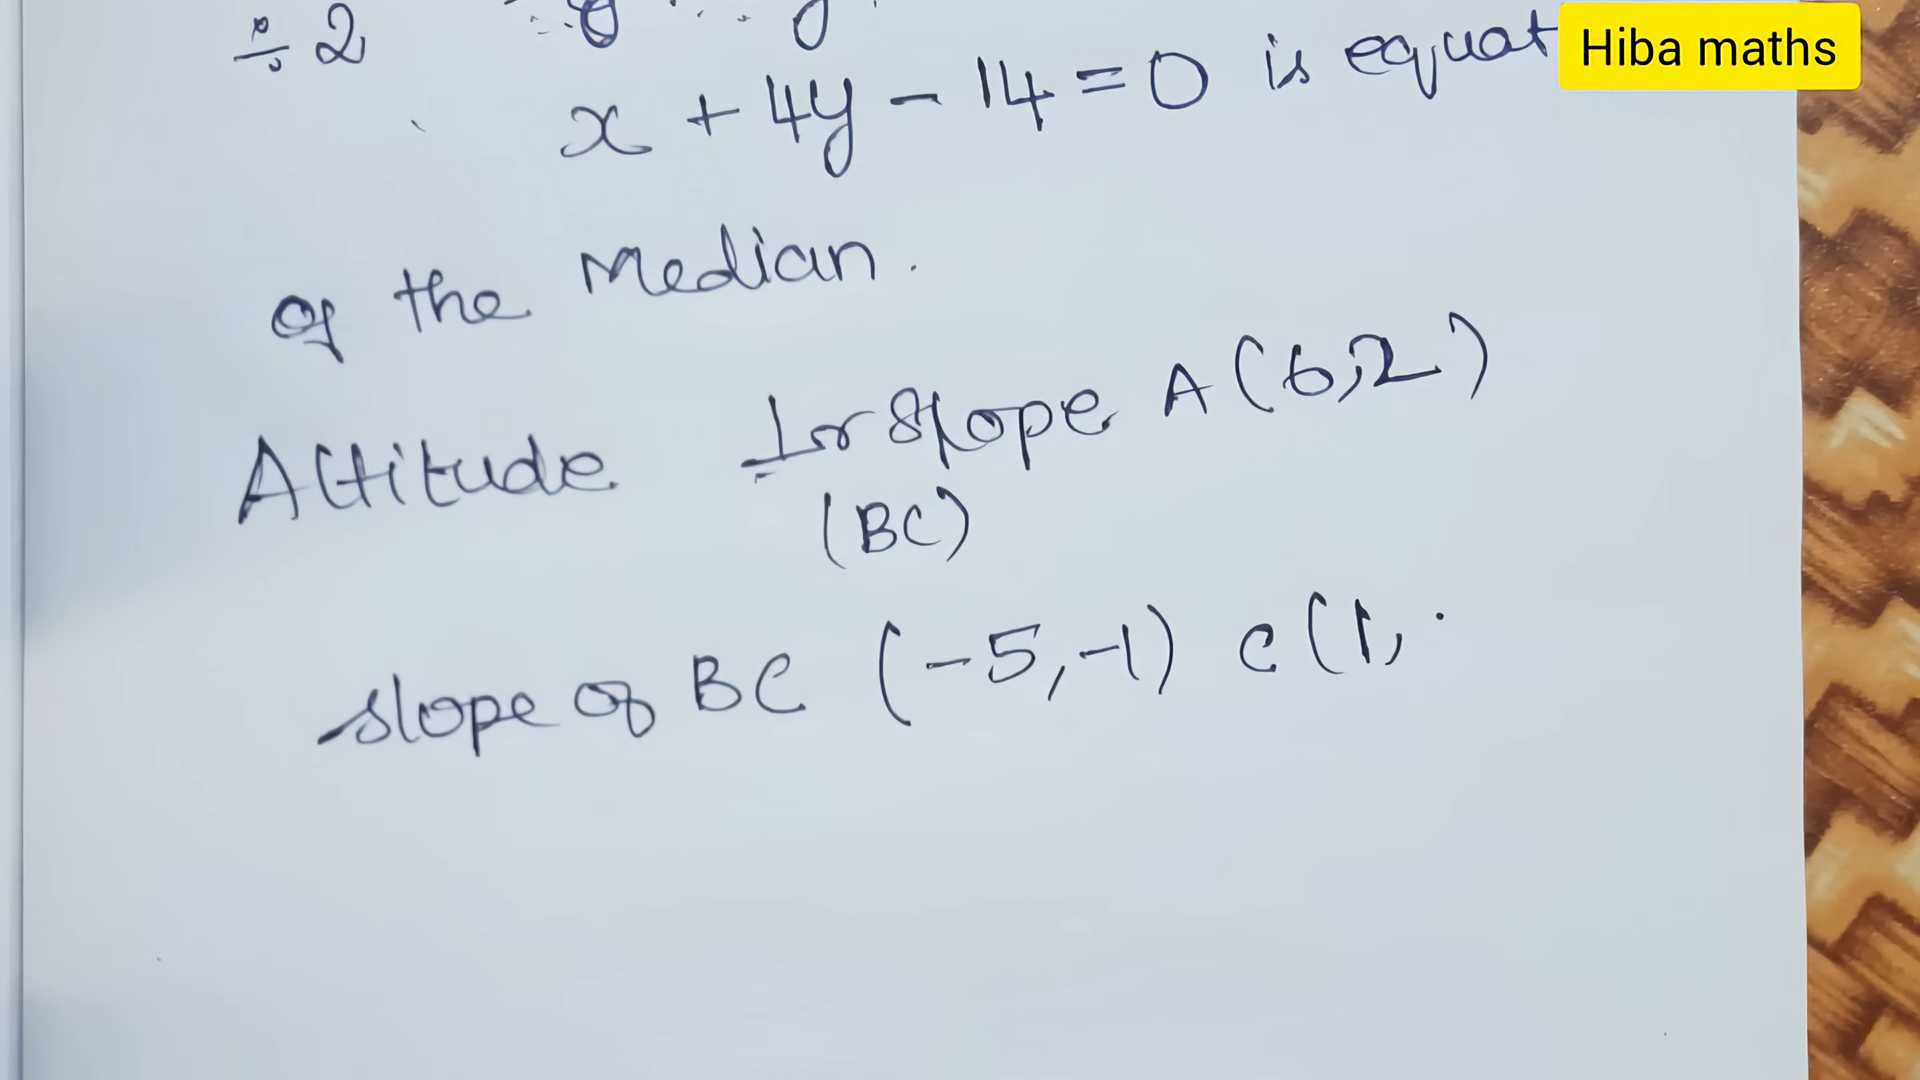 ÷ 2
x + 4y - 14 = 0 is equat
Hiba maths
of the Median.
Altitude ⊥r slope A (6,2)
(BC)
slope of BC (-5,-1) C (1,